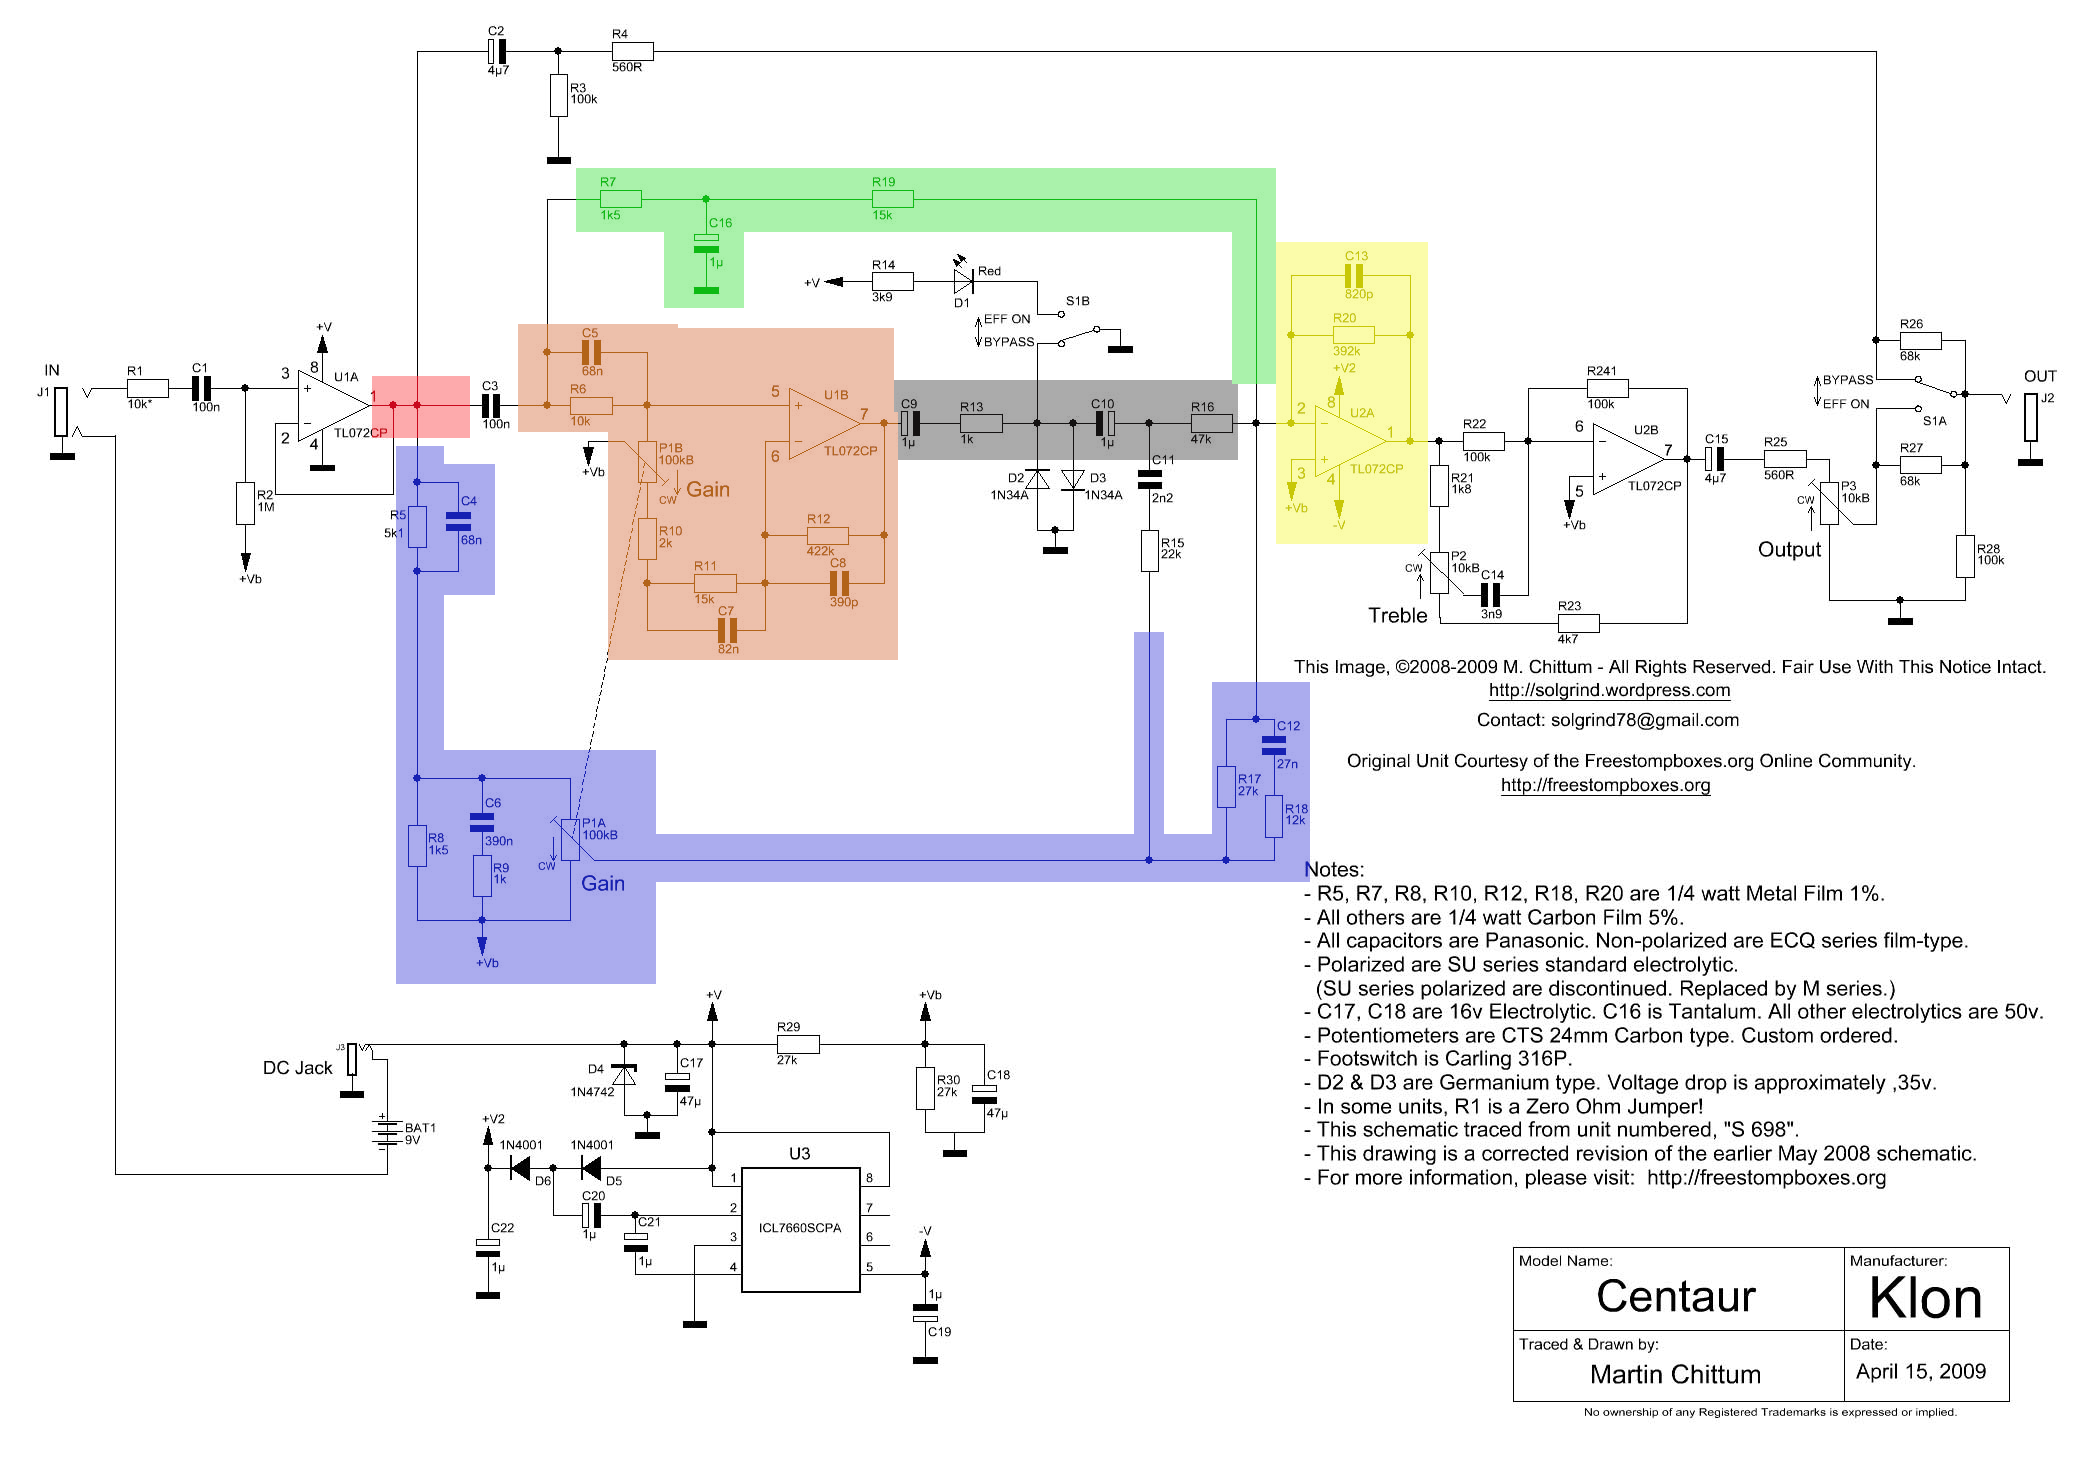 C2
4µ7
R4
560R
R3
100k
R7
1k5
C16
1µ
R19
15k
+V
R14
3k9
D1
Red
S1B
EFF ON
BYPASS
C13
820p
R20
392k
+V2
8
2
U2A
1
3
4
TL072CP
+Vb
-V
IN
J1
R1
10k*
C1
100n
R2
1M
+Vb
+V
3
8
U1A
1
2
4
TL072CP
C3
100n
C5
68n
R6
10k
+Vb
P1B
100kB
CW
Gain
R10
2k
R11
15k
C7
82n
5
U1B
7
6
TL072CP
R12
422k
C8
390p
C9
1µ
R13
1k
C10
1µ
R16
47k
D2
1N34A
D3
1N34A
C11
2n2
R15
22k
R22
100k
R21
1k8
P2
10kB
CW
Treble
C14
3n9
R23
4k7
R241
100k
6
U2B
7
5
TL072CP
+Vb
C15
4µ7
R25
560R
P3
10kB
CW
Output
R26
68k
BYPASS
EFF ON
S1A
R27
68k
R28
100k
OUT
J2
R5
5k1
C4
68n
R8
1k5
C6
390n
R9
1k
+Vb
P1A
100kB
CW
Gain
C12
27n
R17
27k
R18
12k
This Image, ©2008-2009 M. Chittum - All Rights Reserved. Fair Use With This Notice Intact.
http://solgrind.wordpress.com
Contact: solgrind78@gmail.com
Original Unit Courtesy of the Freestompboxes.org Online Community.
http://freestompboxes.org
Notes:
- R5, R7, R8, R10, R12, R18, R20 are 1/4 watt Metal Film 1%.
- All others are 1/4 watt Carbon Film 5%.
- All capacitors are Panasonic. Non-polarized are ECQ series film-type.
- Polarized are SU series standard electrolytic.
(SU series polarized are discontinued. Replaced by M series.)
- C17, C18 are 16v Electrolytic. C16 is Tantalum. All other electrolytics are 50v.
- Potentiometers are CTS 24mm Carbon type. Custom ordered.
- Footswitch is Carling 316P.
- D2 & D3 are Germanium type. Voltage drop is approximately ,35v.
- In some units, R1 is a Zero Ohm Jumper!
- This schematic traced from unit numbered, "S 698".
- This drawing is a corrected revision of the earlier May 2008 schematic.
- For more information, please visit: http://freestompboxes.org
DC Jack
J3
BAT1
9V
+V
D4
1N4742
C17
47µ
R29
27k
+Vb
R30
27k
C18
47µ
+V2
1N4001
D6
1N4001
D5
C20
1µ
C21
1µ
C22
1µ
U3
ICL7660SCPA
1
2
3
4
8
7
6
5
-V
1µ
C19
Model Name:
Centaur
Manufacturer:
Klon
Traced & Drawn by:
Martin Chittum
Date:
April 15, 2009
No ownership of any Registered Trademarks is expressed or implied.